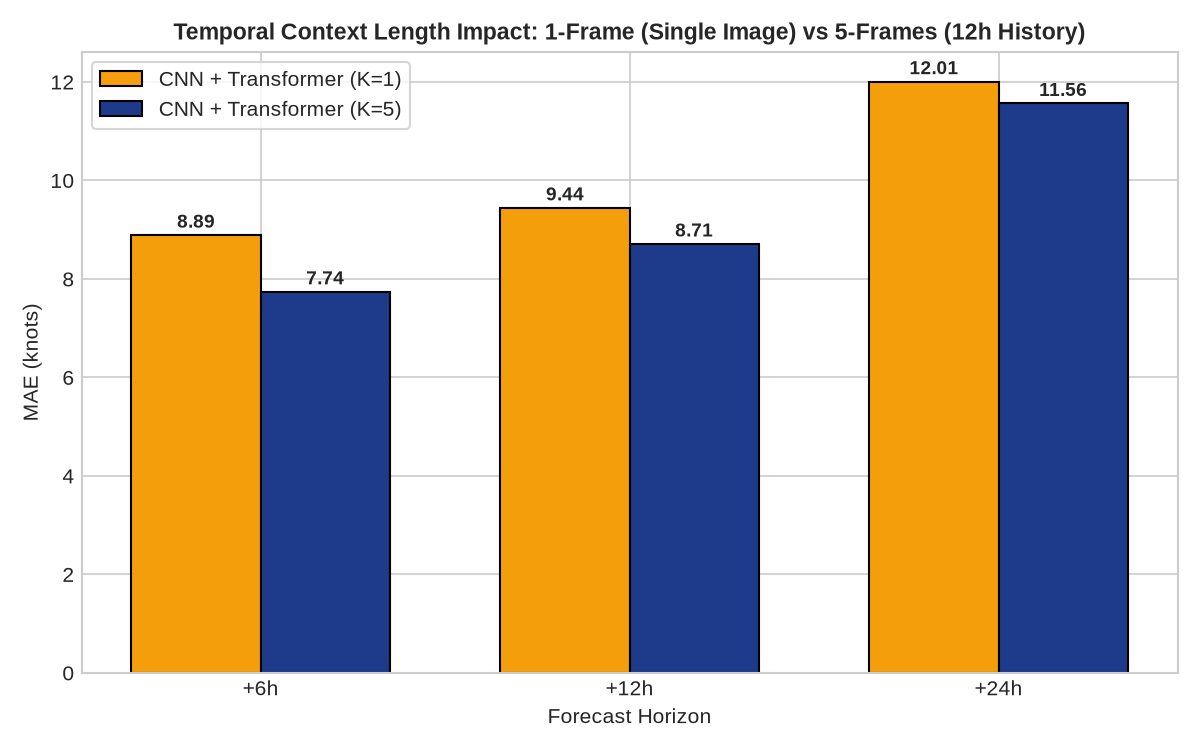 Temporal Context Length Impact: 1-Frame (Single Image) vs 5-Frames (12h History)
CNN + Transformer (K=1)
CNN + Transformer (K=5)
12
10
8
6
4
2
0
MAE (knots)
8.89
7.74
9.44
8.71
12.01
11.56
+6h
+12h
+24h
Forecast Horizon